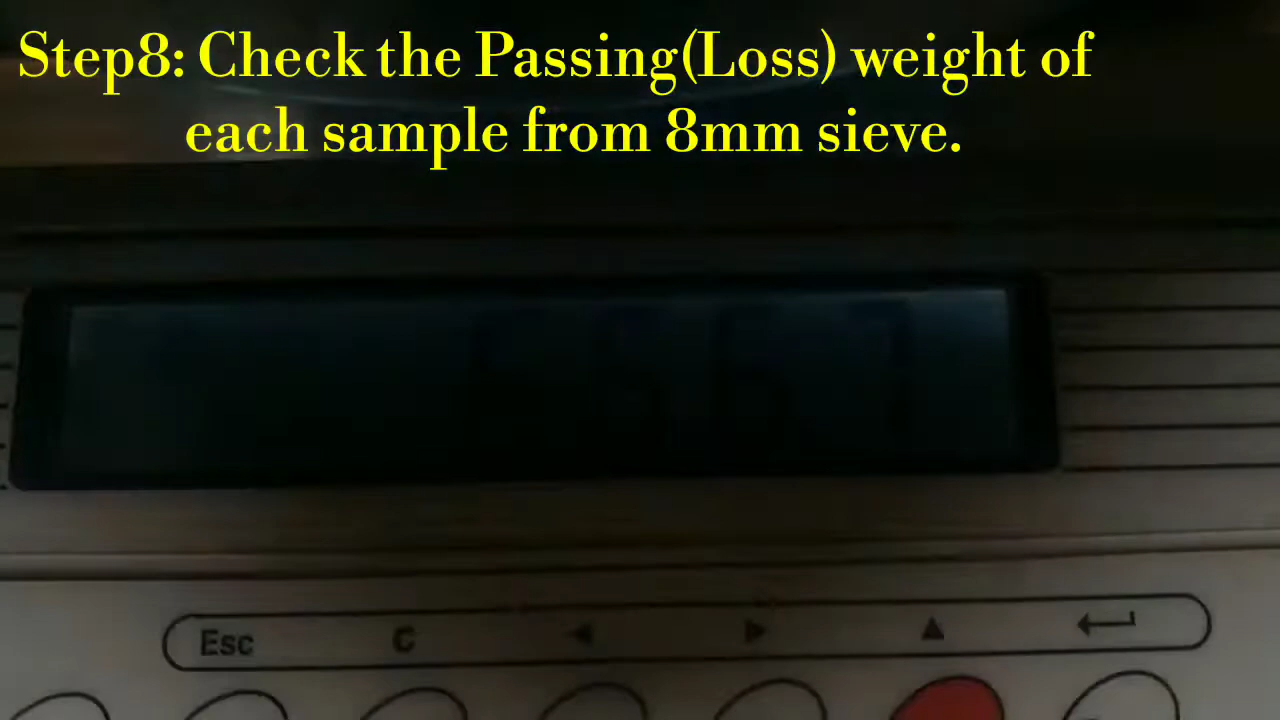 Step8: Check the Passing(Loss) weight of
each sample from 8mm sieve.
Esc C ◄ ► ▲ ↵